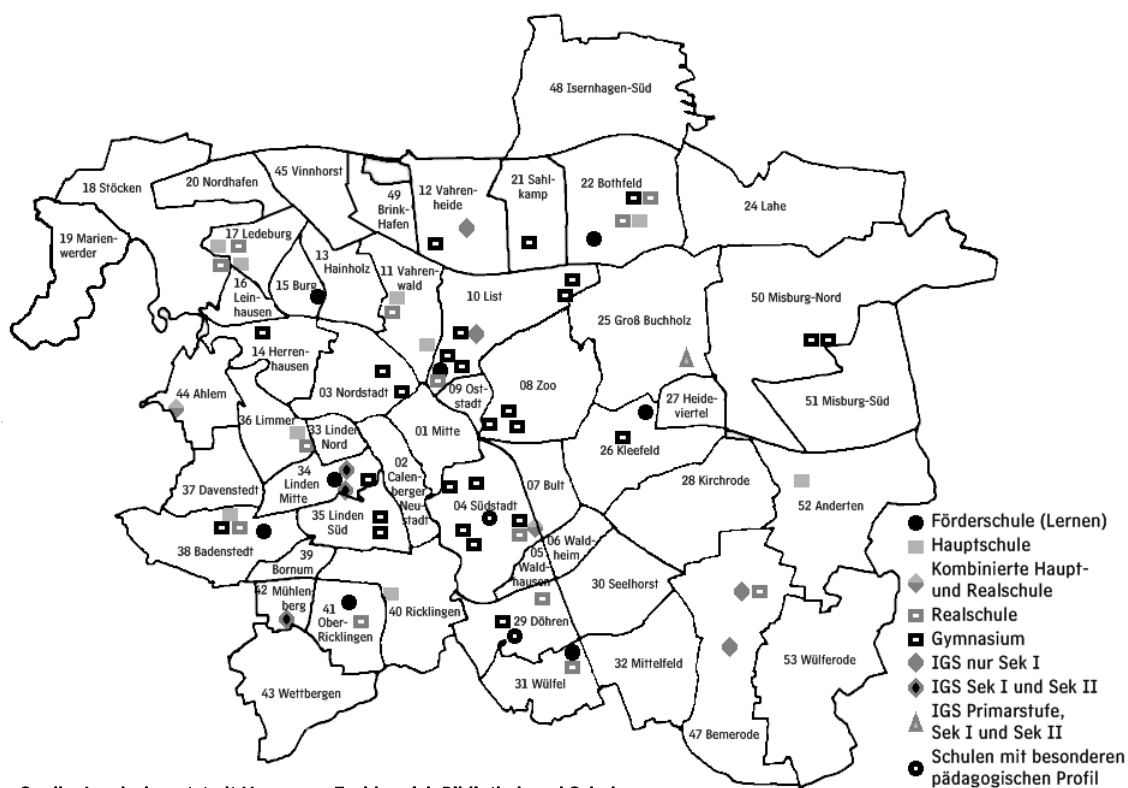 48 Isernhagen-Süd
18 Stöcken
20 Nordhafen
45 Vinnhorst
49
Brink-
Hafen
12 Vahren-
heide
21 Sahl-
kamp
22 Bothfeld
24 Lahe
19 Marien-
werder
17 Ledeburg
13
Hainholz
11 Vahren-
wald
10 List
15 Burg
16
Lein-
hausen
25 Groß Buchholz
50 Misburg-Nord
14 Herren-
hausen
44 Ahlem
03 Nordstadt
09 Ost-
stadt
08 Zoo
27 Heide-
viertel
51 Misburg-Süd
36 Limmer
33 Linden
Nord
01 Mitte
26 Kleefeld
34
Linden
Mitte
02
Calen-
berger
Neu-
stadt
37 Davenstedt
07 Bult
28 Kirchrode
52 Anderten
04 Südstadt
35 Linden
Süd
38 Badenstedt
39
Bornum
06 Wald-
heim
05
Wald-
hausen
30 Seelhorst
42 Mühlen
berg
41
Ober-
Ricklingen
40 Ricklingen
29 Döhren
43 Wettbergen
31 Wülfel
32 Mittelfeld
53 Wülferode
47 Bemerode
Förderschule (Lernen)
Hauptschule
Kombinierte Haupt-
und Realschule
Realschule
Gymnasium
IGS nur Sek I
IGS Sek I und Sek II
IGS Primarstufe,
Sek I und Sek II
Schulen mit besonderen
pädagogischen Profil